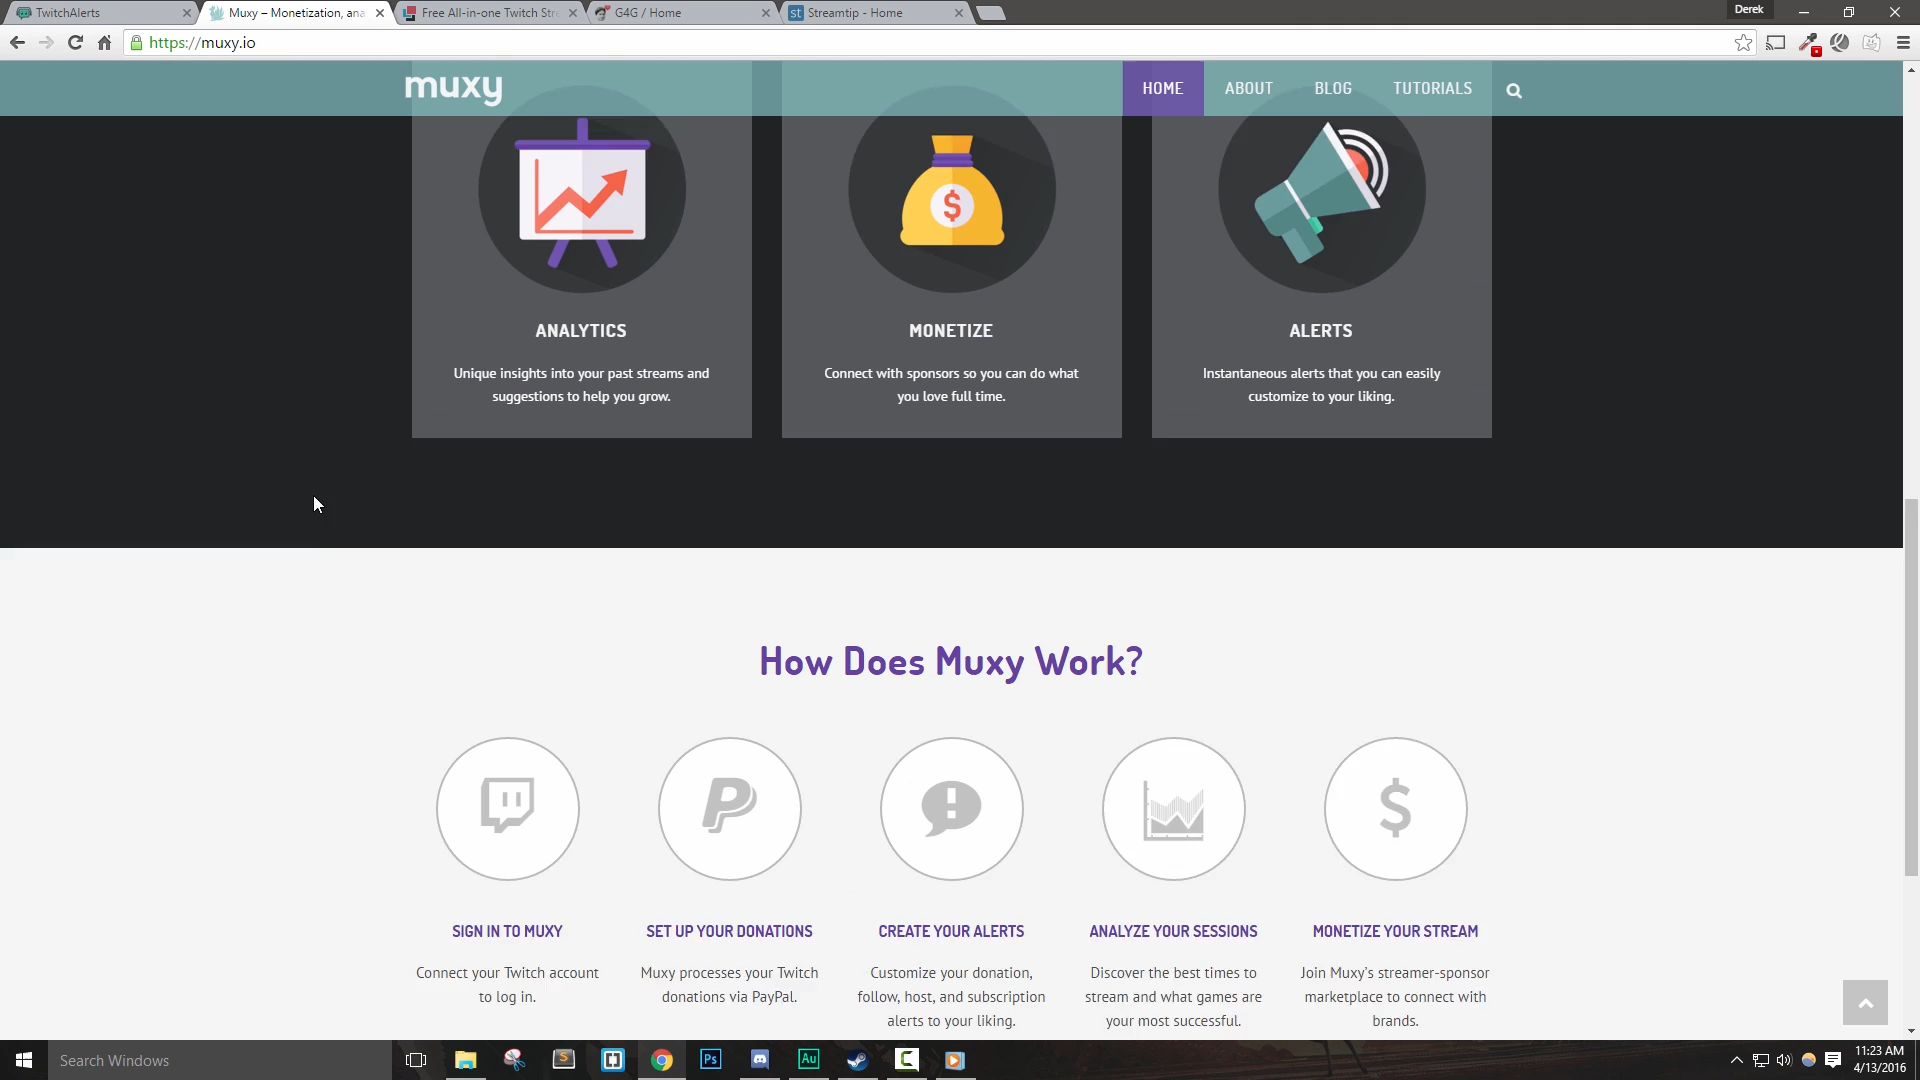 TwitchAlerts
Muxy – Monetization, ana
Free All-in-one Twitch Stre
G4G / Home
Streamtip - Home
Derek
https://muxy.io
muxy
HOME
ABOUT
BLOG
TUTORIALS
ANALYTICS
Unique insights into your past streams and
suggestions to help you grow.
MONETIZE
Connect with sponsors so you can do what
you love full time.
ALERTS
Instantaneous alerts that you can easily
customize to your liking.
How Does Muxy Work?
SIGN IN TO MUXY
Connect your Twitch account
to log in.
SET UP YOUR DONATIONS
Muxy processes your Twitch
donations via PayPal.
CREATE YOUR ALERTS
Customize your donation,
follow, host, and subscription
alerts to your liking.
ANALYZE YOUR SESSIONS
Discover the best times to
stream and what games are
your most successful.
MONETIZE YOUR STREAM
Join Muxy's streamer-sponsor
marketplace to connect with
brands.
Search Windows
11:23 AM
4/13/2016